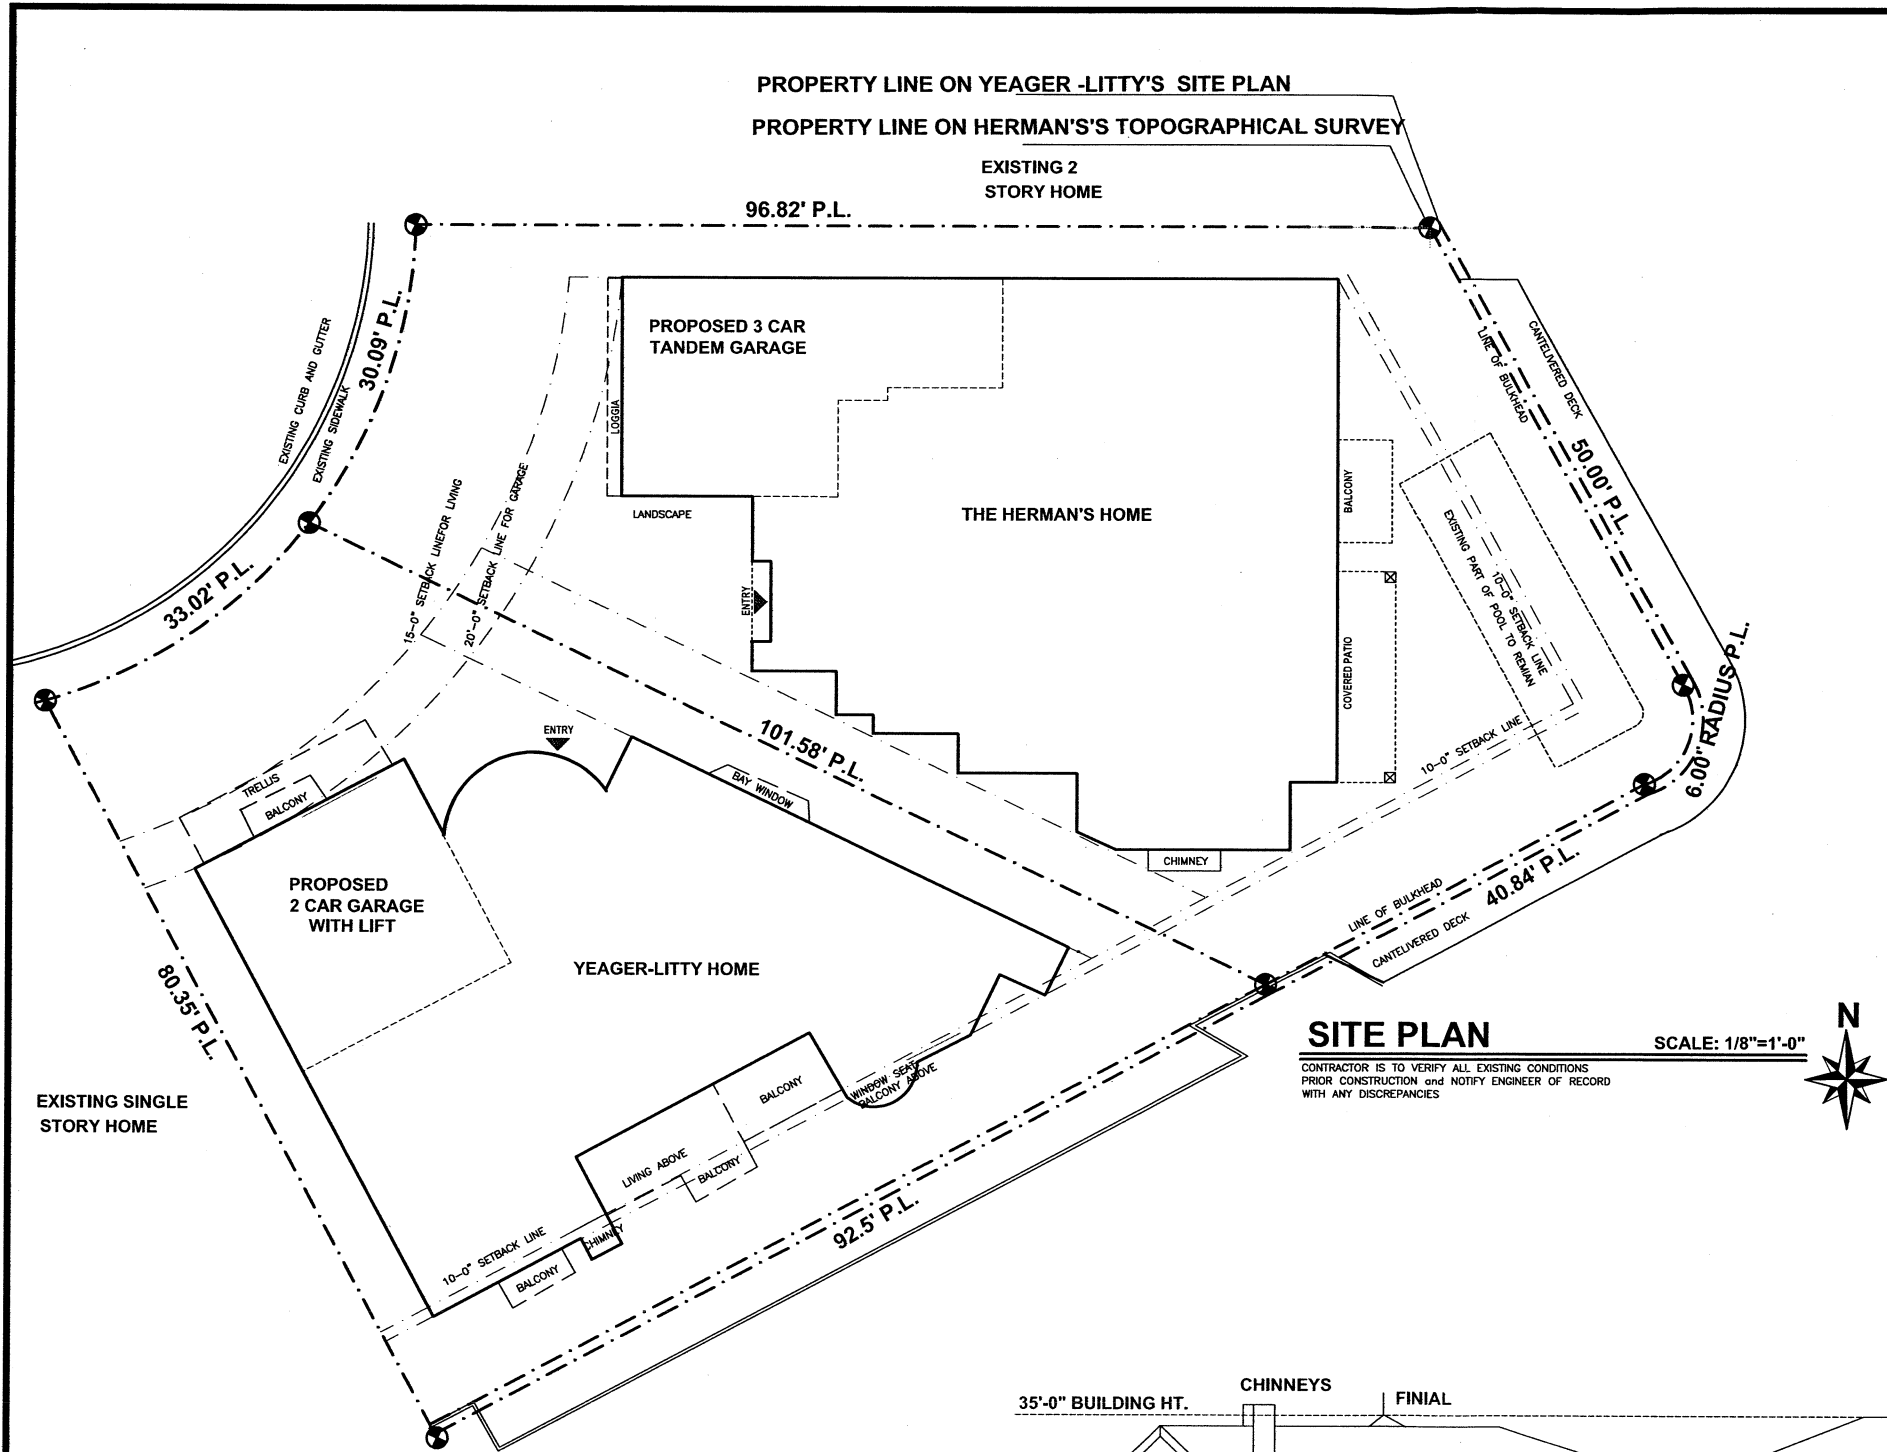 PROPERTY LINE ON YEAGER -LITTY'S SITE PLAN
PROPERTY LINE ON HERMAN'S'S TOPOGRAPHICAL SURVEY
EXISTING 2
STORY HOME
96.82' P.L.
30.09' P.L.
EXISTING CURB AND GUTTER
EXISTING SIDEWALK
33.02' P.L.
PROPOSED 3 CAR
TANDEM GARAGE
LOGGIA
LANDSCAPE
15-0" SETBACK LINEFOR LIVING
20'-0" SETBACK LINE FOR GARAGE
THE HERMAN'S HOME
ENTRY
BALCONY
COVERED PATIO
CANTELIVERED DECK
LINE OF BULKHEAD
50.00' P.L.
EXISTING PART OF POOL TO REMIAN
10-0" SETBACK LINE
10-0" SETBACK LINE
6.00" RADIUS P.L.
101.58' P.L.
ENTRY
BAY WINDOW
TRELLIS
BALCONY
CHIMNEY
PROPOSED
2 CAR GARAGE
WITH LIFT
YEAGER-LITTY HOME
LINE OF BULKHEAD
40.84' P.L.
CANTELIVERED DECK
80.35' P.L.
EXISTING SINGLE
STORY HOME
BALCONY
WINDOW SEAT
BALCONY ABOVE
LIVING ABOVE
BALCONY
CHIMNEY
10-0" SETBACK LINE
BALCONY
92.5' P.L.
SITE PLAN
SCALE: 1/8"=1'-0"
CONTRACTOR IS TO VERIFY ALL EXISTING CONDITIONS
PRIOR CONSTRUCTION and NOTIFY ENGINEER OF RECORD
WITH ANY DISCREPANCIES
N
35'-0" BUILDING HT.
CHINNEYS
FINIAL